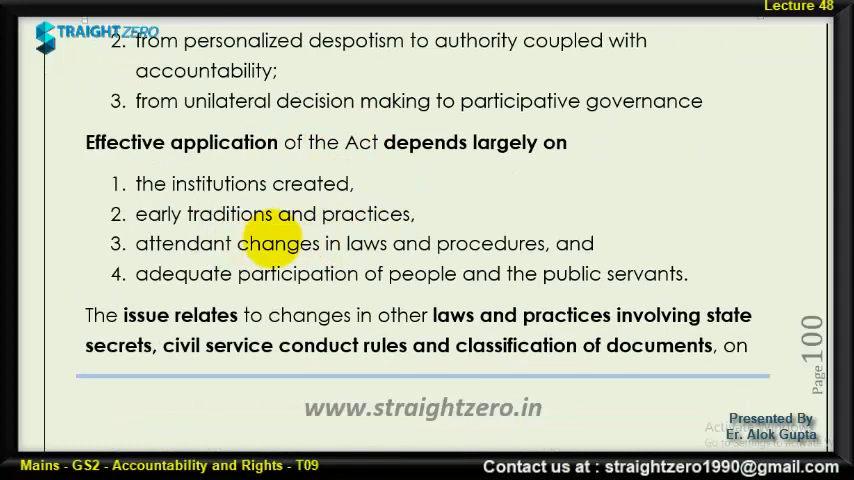 Lecture 48
STRAIGHTZERO
2. from personalized despotism to authority coupled with
accountability;
3. from unilateral decision making to participative governance
Effective application of the Act depends largely on
1. the institutions created,
2. early traditions and practices,
3. attendant changes in laws and procedures, and
4. adequate participation of people and the public servants.
The issue relates to changes in other laws and practices involving state
secrets, civil service conduct rules and classification of documents, on
Page 100
www.straightzero.in
Presented By
Er. Alok Gupta
Mains - GS2 - Accountability and Rights - T09
Contact us at : straightzero1990@gmail.com